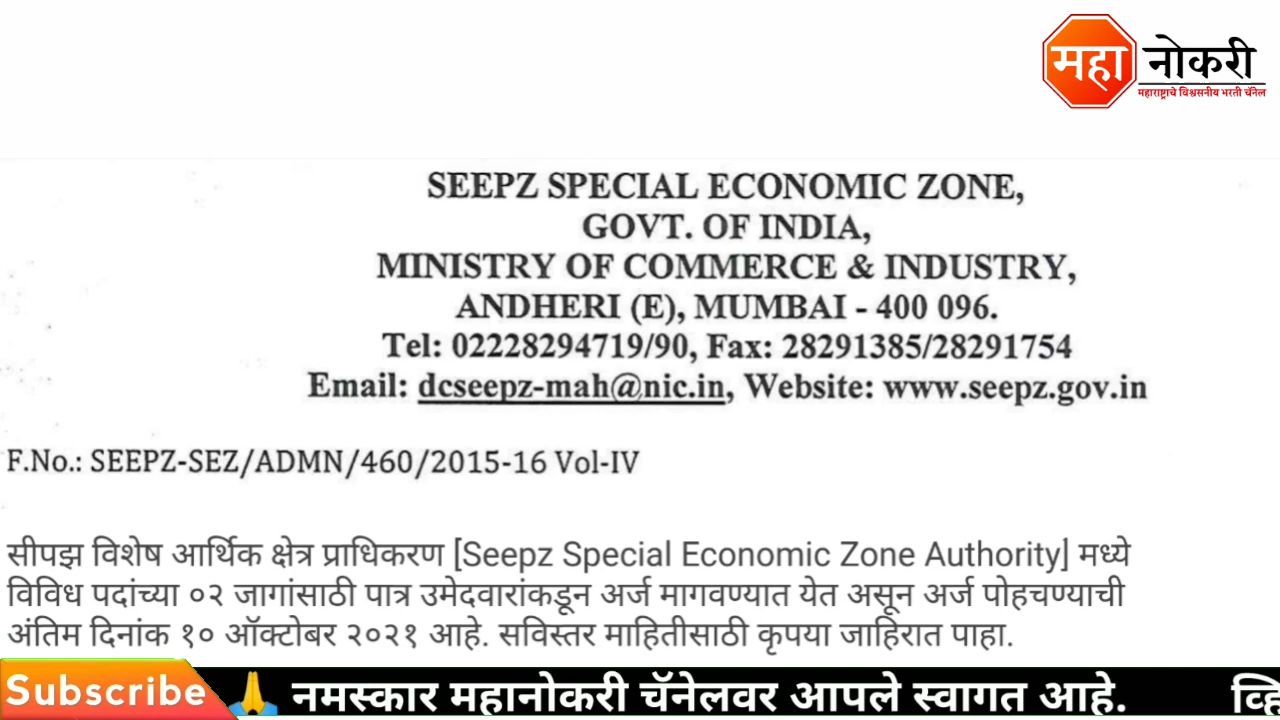 महा नोकरी
महाराष्ट्राचे विश्वसनीय भरती चॅनेल
SEEPZ SPECIAL ECONOMIC ZONE,
GOVT. OF INDIA,
MINISTRY OF COMMERCE & INDUSTRY,
ANDHERI (E), MUMBAI - 400 096.
Tel: 02228294719/90, Fax: 28291385/28291754
Email: dcseepz-mah@nic.in, Website: www.seepz.gov.in
F.No.: SEEPZ-SEZ/ADMN/460/2015-16 Vol-IV
सीपझ विशेष आर्थिक क्षेत्र प्राधिकरण [Seepz Special Economic Zone Authority] मध्ये
विविध पदांच्या ०२ जागांसाठी पात्र उमेदवारांकडून अर्ज मागवण्यात येत असून अर्ज पोहचण्याची
अंतिम दिनांक १० ऑक्टोबर २०२१ आहे. सविस्तर माहितीसाठी कृपया जाहिरात पाहा.
Subscribe 🙏 नमस्कार महानोकरी चॅनेलवर आपले स्वागत आहे.